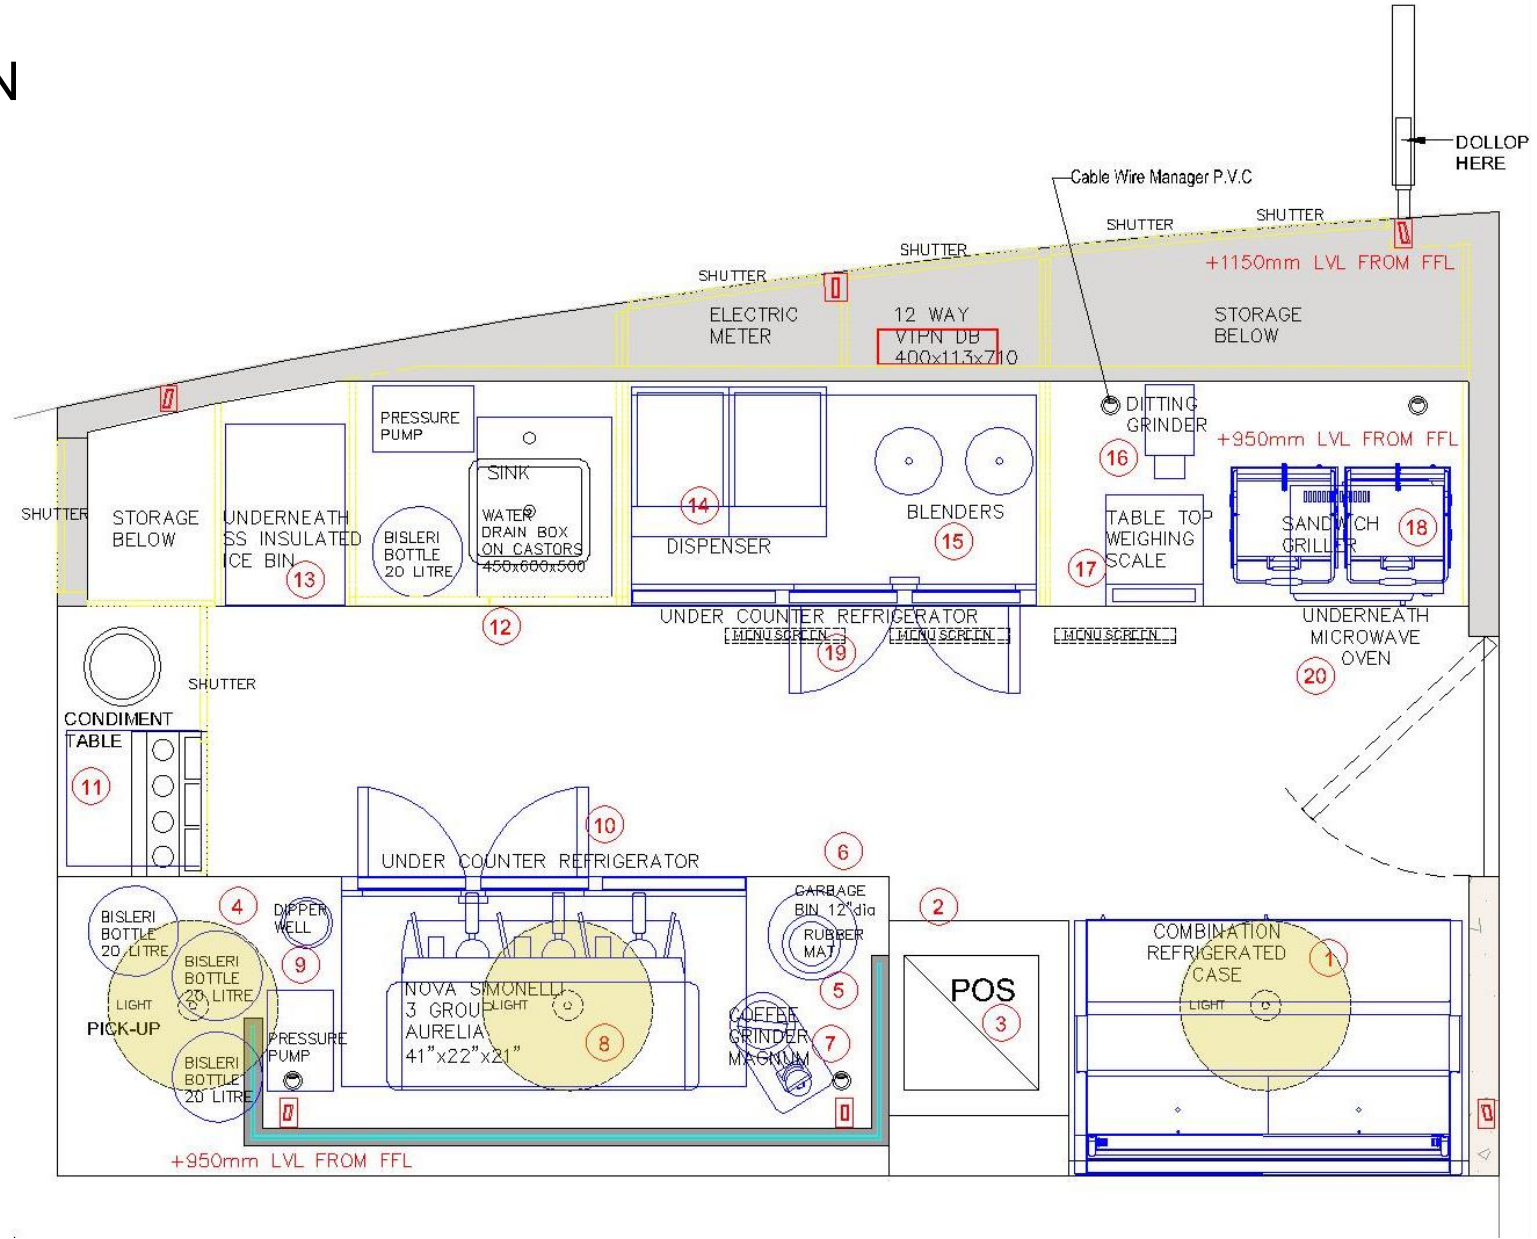 N
DOLLOP
HERE
Cable Wire Manager P.V.C
SHUTTER
SHUTTER
SHUTTER
SHUTTER
+1150mm LVL FROM FFL
ELECTRIC
METER
12 WAY
VTPN DB
400x113x710
STORAGE
BELOW
PRESSURE
PUMP
DITTING
GRINDER
+950mm LVL FROM FFL
16
SINK
14
SHUTTER
STORAGE
BELOW
UNDERNEATH
SS INSULATED
ICE BIN
13
BISLERI
BOTTLE
20 LITRE
WATER
DRAIN BOX
ON CASTORS
450x600x500
DISPENSER
BLENDERS
15
TABLE TOP
WEIGHING
SCALE
17
SANDWICH
GRILLER
18
12
UNDER COUNTER REFRIGERATOR
MENU SCREEN
MENU SCREEN
MENU SCREEN
19
UNDERNEATH
MICROWAVE
OVEN
20
SHUTTER
CONDIMENT
TABLE
11
10
UNDER COUNTER REFRIGERATOR
6
BISLERI
BOTTLE
20 LITRE
4
DIPPER
WELL
9
GARBAGE
BIN 12"dia
RUBBER
MAT
2
COMBINATION
REFRIGERATED
CASE
1
BISLERI
BOTTLE
20 LITRE
LIGHT
PICK-UP
NOVA SIMONELLI
3 GROUP
AURELIA
41"x22"x21"
LIGHT
8
5
COFFEE
GRINDER
MAGNUM
7
POS
3
LIGHT
PRESSURE
PUMP
BISLERI
BOTTLE
20 LITRE
+950mm LVL FROM FFL